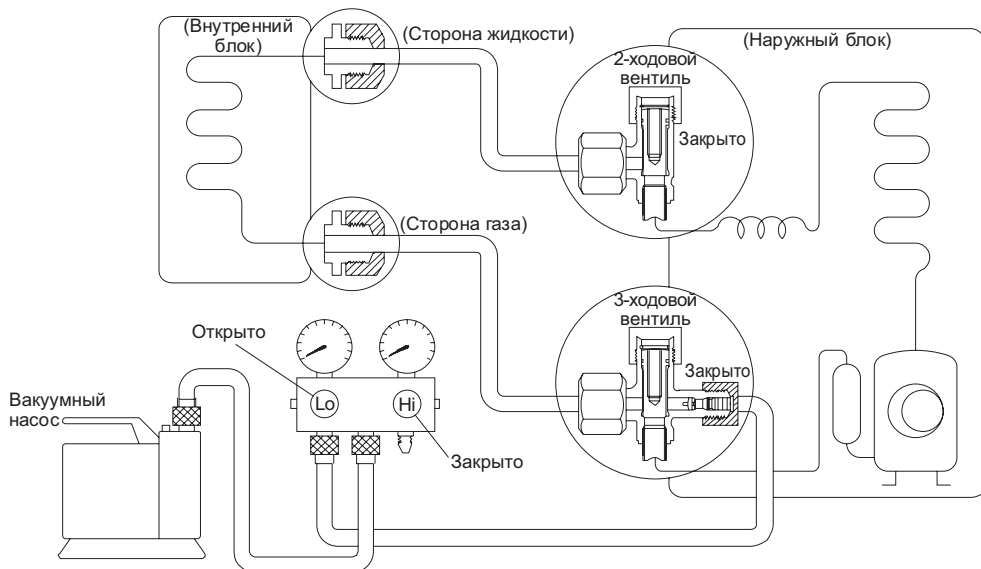 (Внутренний
блок)
(Сторона жидкости)
2-ходовой
вентиль
(Наружный блок)
Закрыто
(Сторона газа)
3-ходовой
вентиль
Закрыто
Открыто
Lo
Hi
Вакуумный
насос
Закрыто